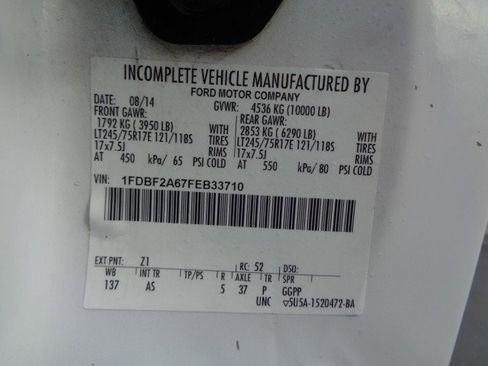 INCOMPLETE VEHICLE MANUFACTURED BY
FORD MOTOR COMPANY
DATE: 08/14 GVWR: 4536 KG (10000 LB)
FRONT GAWR: REAR GAWR:
1792 KG ( 3950 LB) WITH 2853 KG ( 6290 LB) WITH
LT245/75R17E 121/118S TIRES LT245/75R17E 121/118S TIRES
17x7.5J RIMS 17x7.5J RIMS
AT 450 kPa/ 65 PSI COLD AT 550 kPa/ 80 PSI COLD
VIN: 1FDBF2A67FEB33710
EXT PNT: Z1 RC: 52 DSO:
WB INT TR TP/PS R AXLE TR SPR
137 AS 5 37 P GGPP
UNC ▽5U5A-1520472-BA